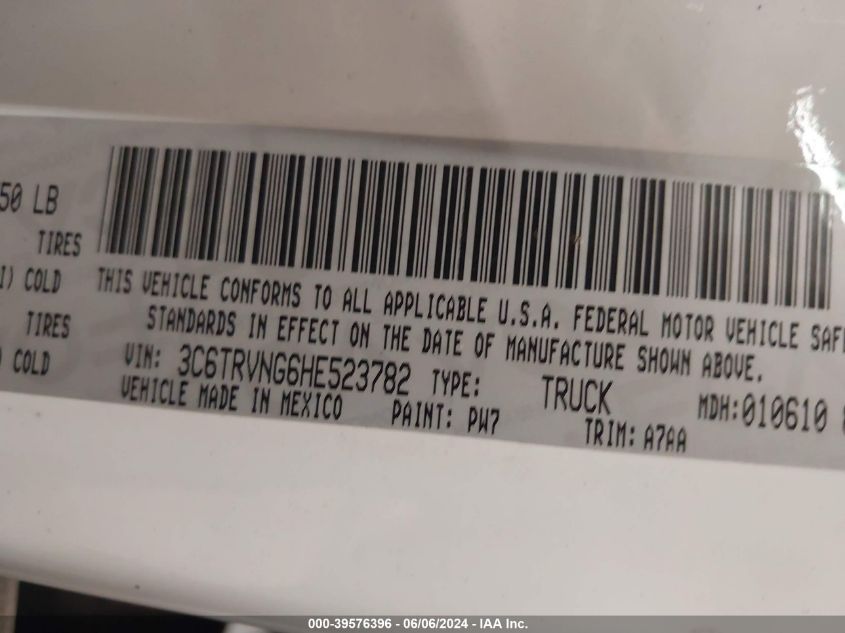 50 LB
TIRES
I) COLD
TIRES
) COLD
THIS VEHICLE CONFORMS TO ALL APPLICABLE U.S.A. FEDERAL MOTOR VEHICLE SAFE
STANDARDS IN EFFECT ON THE DATE OF MANUFACTURE SHOWN ABOVE.
VIN: 3C6TRVNG6HE523782 TYPE: TRUCK MDH:010610
VEHICLE MADE IN MEXICO PAINT: PW7 TRIM: A7AA
000-39576396 - 06/06/2024 - IAA Inc.